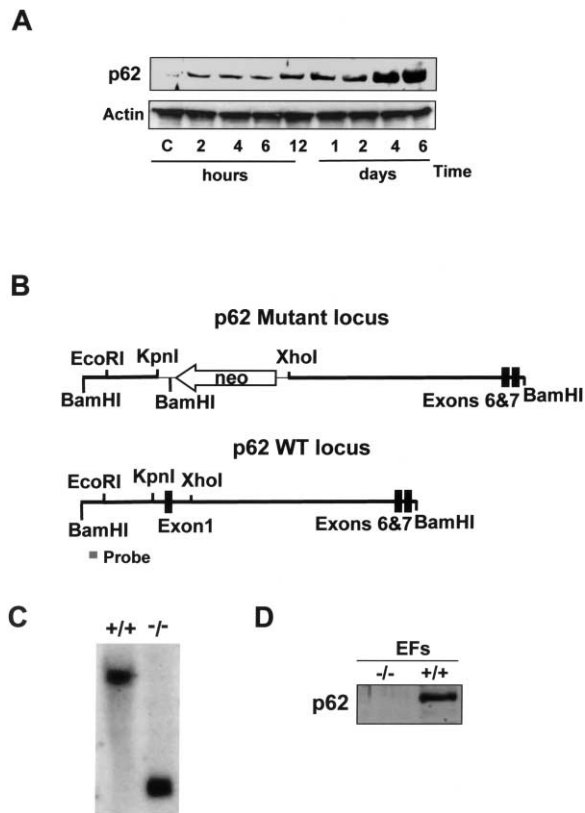 A
p62
Actin
C 2 4 6 12 1 2 4 6
hours days Time
B
p62 Mutant locus
EcoRI KpnI XhoI
neo
BamHI BamHI Exons 6&7 BamHI
p62 WT locus
EcoRI KpnI XhoI
BamHI Exon1 Exons 6&7 BamHI
Probe
C
+/+ -/-
D
EFs
-/- +/+
p62